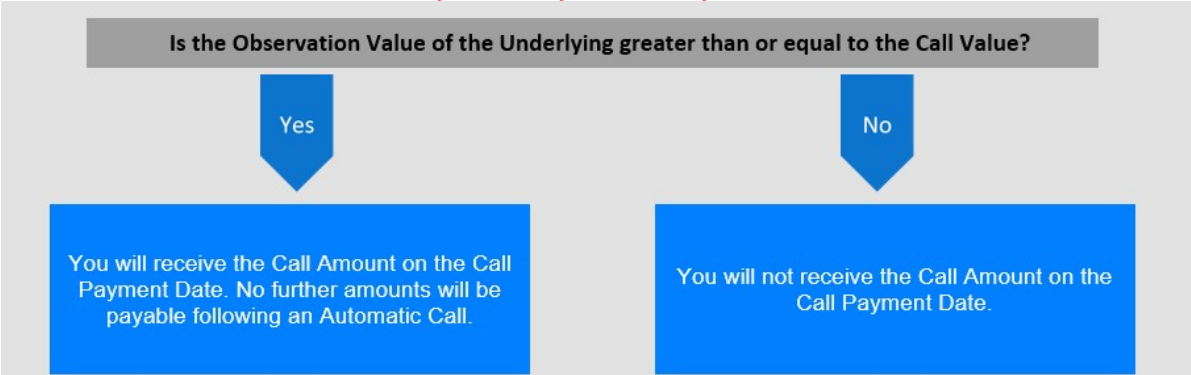 Is the Observation Value of the Underlying greater than or equal to the Call Value?
Yes
No
You will receive the Call Amount on the Call
Payment Date. No further amounts will be
payable following an Automatic Call.
You will not receive the Call Amount on the
Call Payment Date.